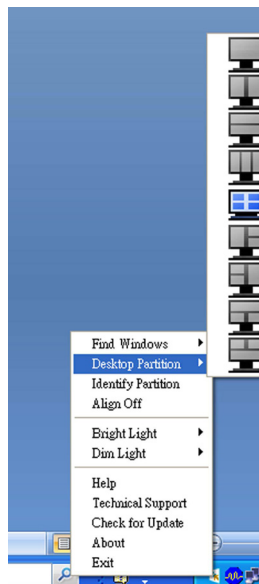 Find Windows
Desktop Partition
Identify Partition
Align Off
Bright Light
Dim Light
Help
Technical Support
Check for Update
About
Exit